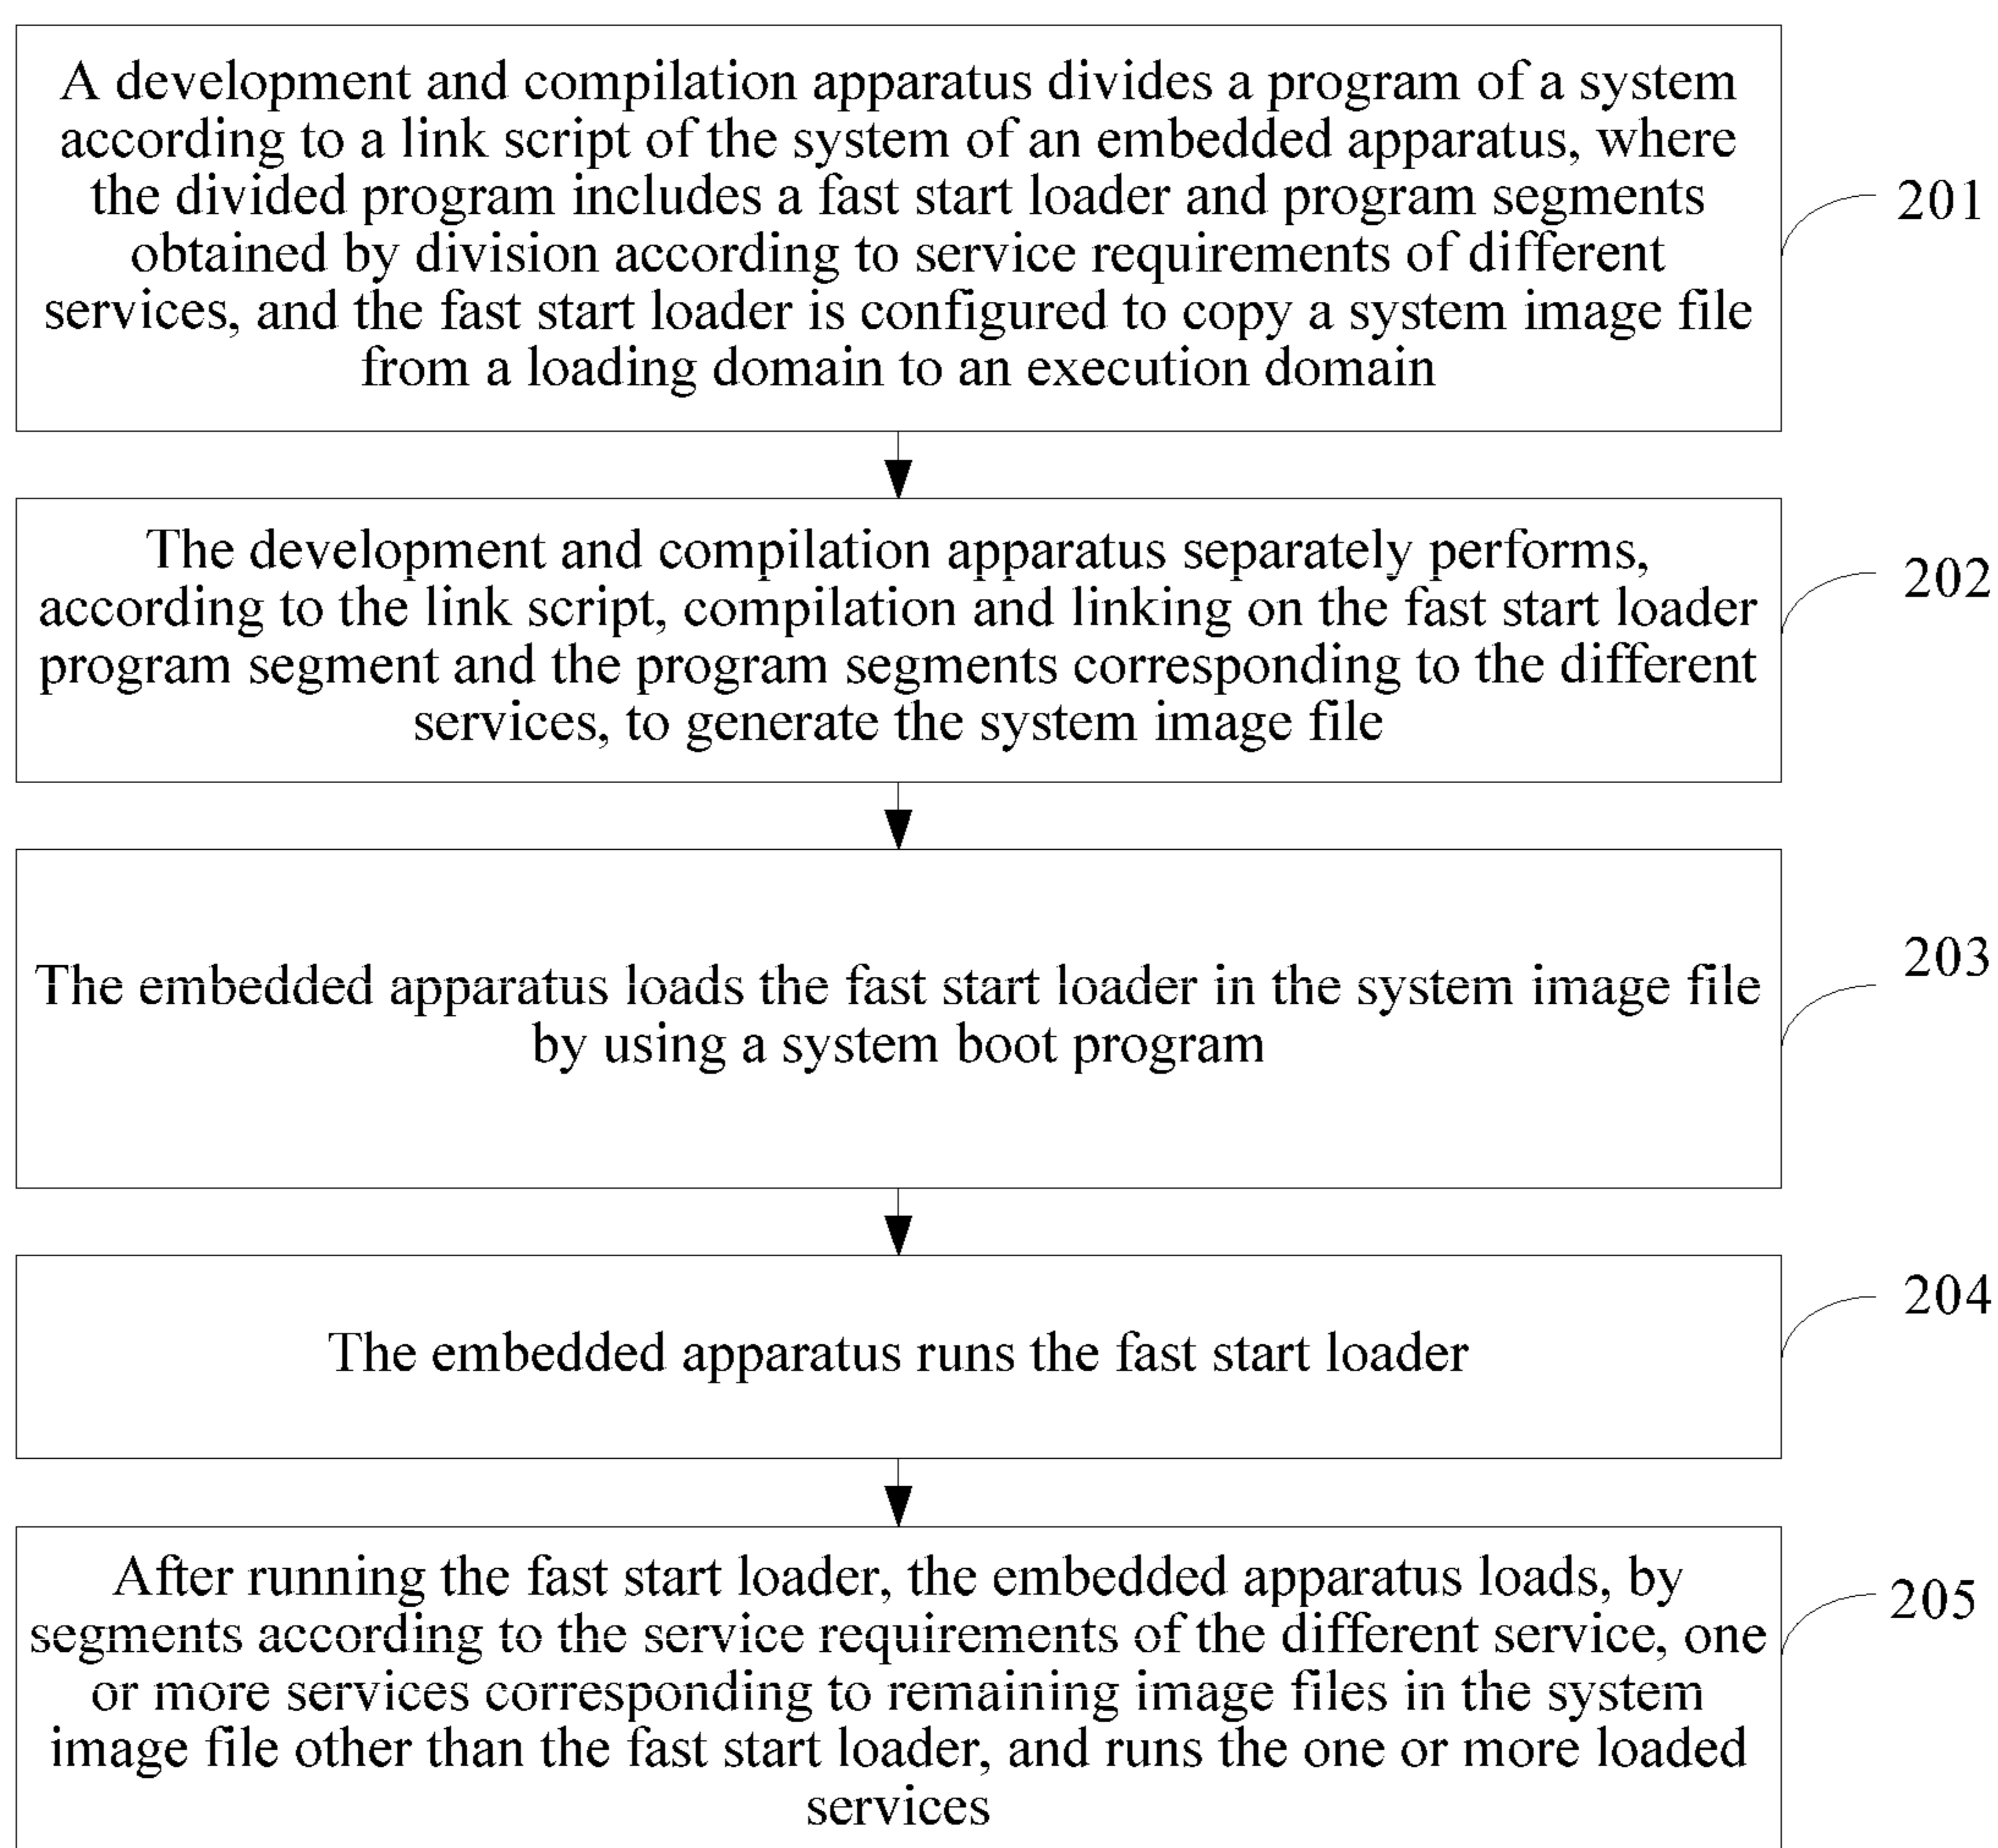 A development and compilation apparatus divides a program of a system
according to a link script of the system of an embedded apparatus, where
the divided program includes a fast start loader and program segments
obtained by division according to service requirements of different
services, and the fast start loader is configured to copy a system image file
from a loading domain to an execution domain
201
The development and compilation apparatus separately performs,
according to the link script, compilation and linking on the fast start loader
program segment and the program segments corresponding to the different
services, to generate the system image file
202
The embedded apparatus loads the fast start loader in the system image file
by using a system boot program
203
The embedded apparatus runs the fast start loader
204
After running the fast start loader, the embedded apparatus loads, by
segments according to the service requirements of the different service, one
or more services corresponding to remaining image files in the system
image file other than the fast start loader, and runs the one or more loaded
services
205